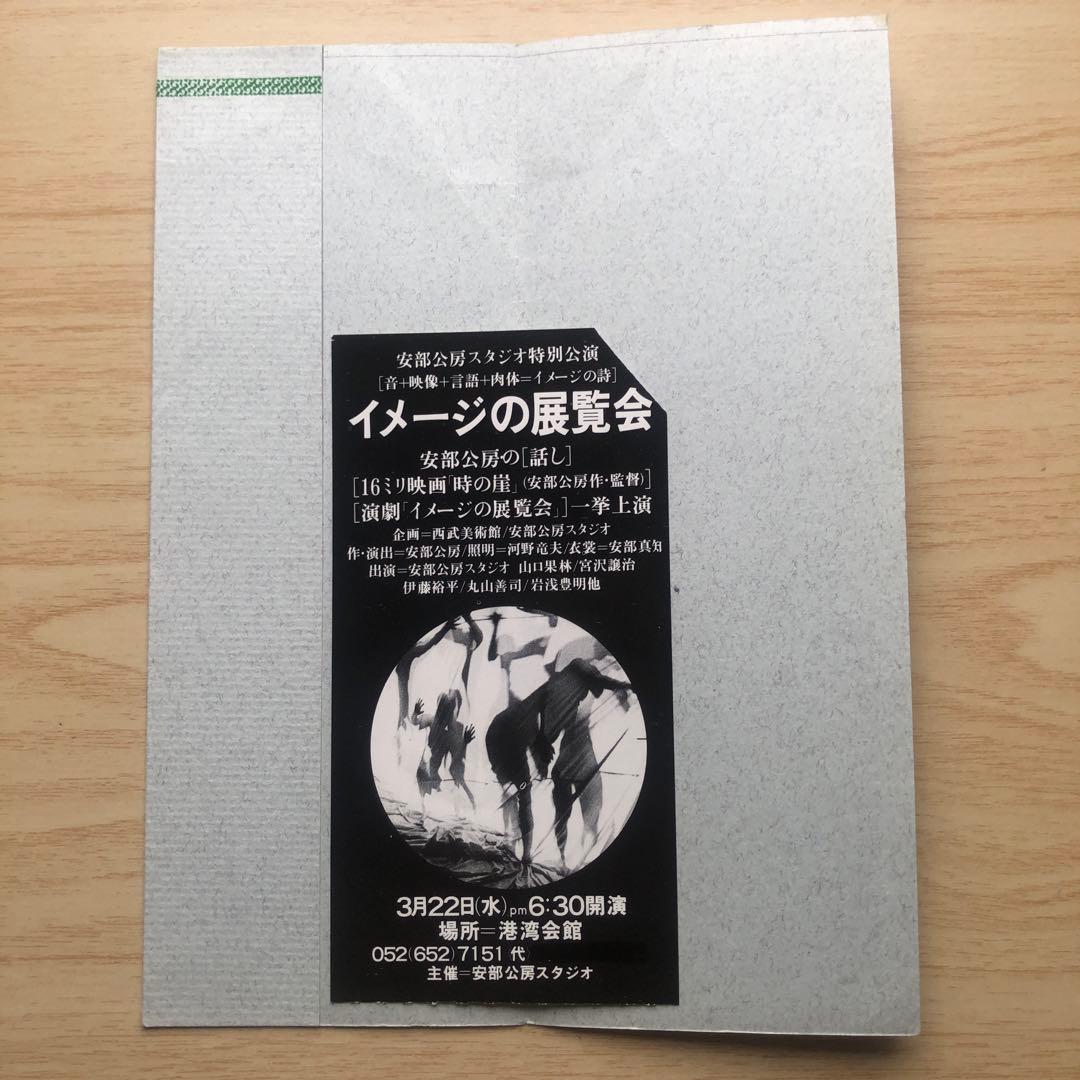 安部公房スタジオ特別公演
[音+映像+言語+肉体=イメージの詩]
イメージの展覧会
安部公房の[話し]
[16ミリ映画「時の崖」(安部公房作・監督)]
[演劇「イメージの展覧会」]一挙上演
企画=西武美術館/安部公房スタジオ
作・演出=安部公房/照明=河野竜夫/衣裳=安部真知
出演=安部公房スタジオ 山口果林/宮沢譲治
伊藤裕平/丸山善司/岩浅豊明他
3月22日(水)pm6:30開演
場所=港湾会館
052(652)7151 代
主催=安部公房スタジオ